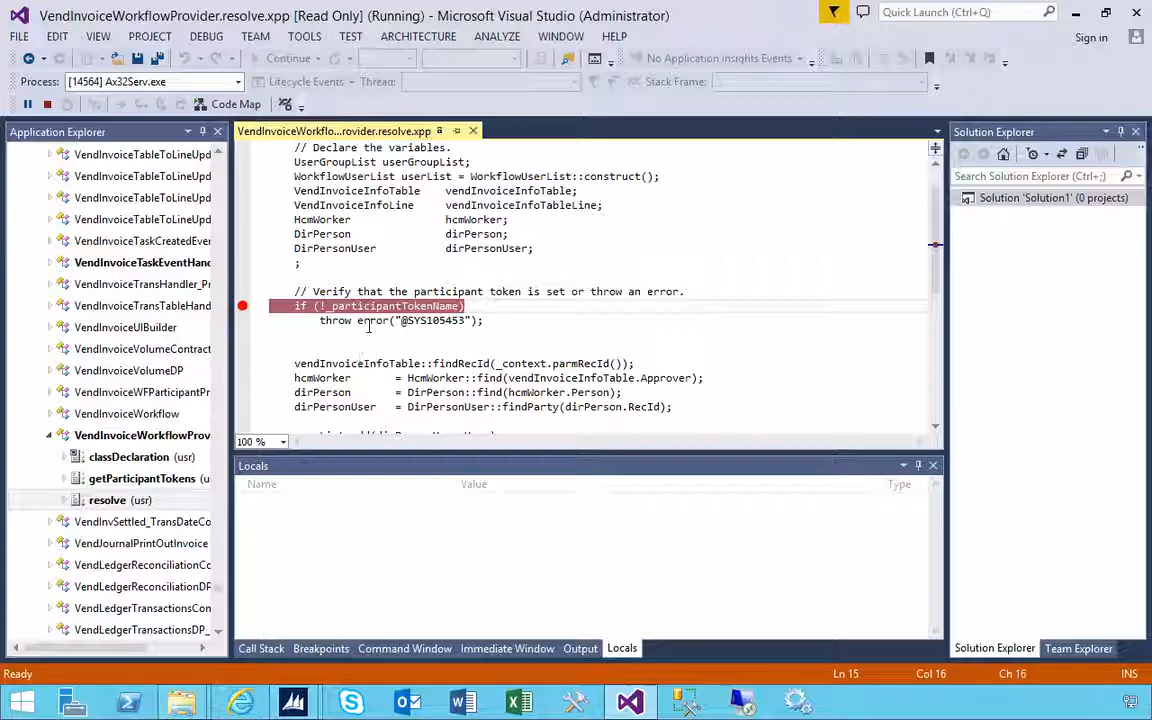 VendInvoiceWorkflowProvider.resolve.xpp [Read Only] (Running) - Microsoft Visual Studio (Administrator)
Quick Launch (Ctrl+Q)
FILE EDIT VIEW PROJECT DEBUG TEAM TOOLS TEST ARCHITECTURE ANALYZE WINDOW HELP
Sign in
Continue
No Application Insights Events
Process: [14564] Ax32Serv.exe
Lifecycle Events Thread:
Stack Frame:
Code Map
Application Explorer
VendInvoiceTableToLineUpd
VendInvoiceTableToLineUpd
VendInvoiceTableToLineUpd
VendInvoiceTableToLineUpd
VendInvoiceTaskCreatedEver
VendInvoiceTaskEventHand
VendInvoiceTransHandler_Pr
VendInvoiceTransTableHand
VendInvoiceUIBuilder
VendInvoiceVolumeContract
VendInvoiceVolumeDP
VendInvoiceWFParticipantPr
VendInvoiceWorkflow
VendInvoiceWorkflowProv
classDeclaration (usr)
getParticipantTokens (u
resolve (usr)
VendInvSettled_TransDateCo
VendJournalPrintOutInvoice
VendLedgerReconciliationCo
VendLedgerReconciliationDP
VendLedgerTransactionsCon
VendLedgerTransactionsDP_
VendInvoiceWorkflo...rovider.resolve.xpp
// Declare the variables.
UserGroupList userGroupList;
WorkflowUserList userList = WorkflowUserList::construct();
VendInvoiceInfoTable vendInvoiceInfoTable;
VendInvoiceInfoLine vendInvoiceInfoTableLine;
HcmWorker hcmWorker;
DirPerson dirPerson;
DirPersonUser dirPersonUser;
;
// Verify that the participant token is set or throw an error.
if (!_participantTokenName)
throw error("@SYS105453");
vendInvoiceInfoTable::findRecId(_context.parmRecId());
hcmWorker = HcmWorker::find(vendInvoiceInfoTable.Approver);
dirPerson = DirPerson::find(hcmWorker.Person);
dirPersonUser = DirPersonUser::findParty(dirPerson.RecId);
100 %
Locals
Name Value Type
Call Stack Breakpoints Command Window Immediate Window Output Locals
Solution Explorer
Search Solution Explorer (Ctrl+;)
Solution 'Solution1' (0 projects)
Solution Explorer Team Explorer
Ready
Ln 15 Col 16 Ch 16 INS